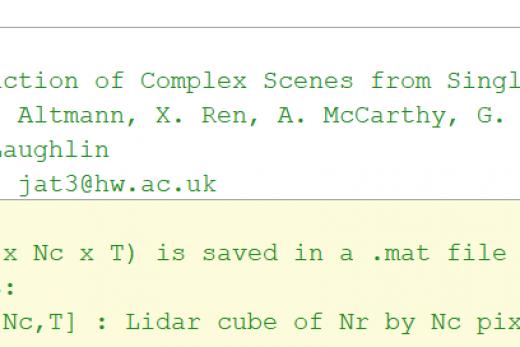 ction of Complex Scenes from Singl
Altmann, X. Ren, A. McCarthy, G.
aughlin
jat3@hw.ac.uk
x Nc x T) is saved in a .mat file
:
Nc,T] : Lidar cube of Nr by Nc pix